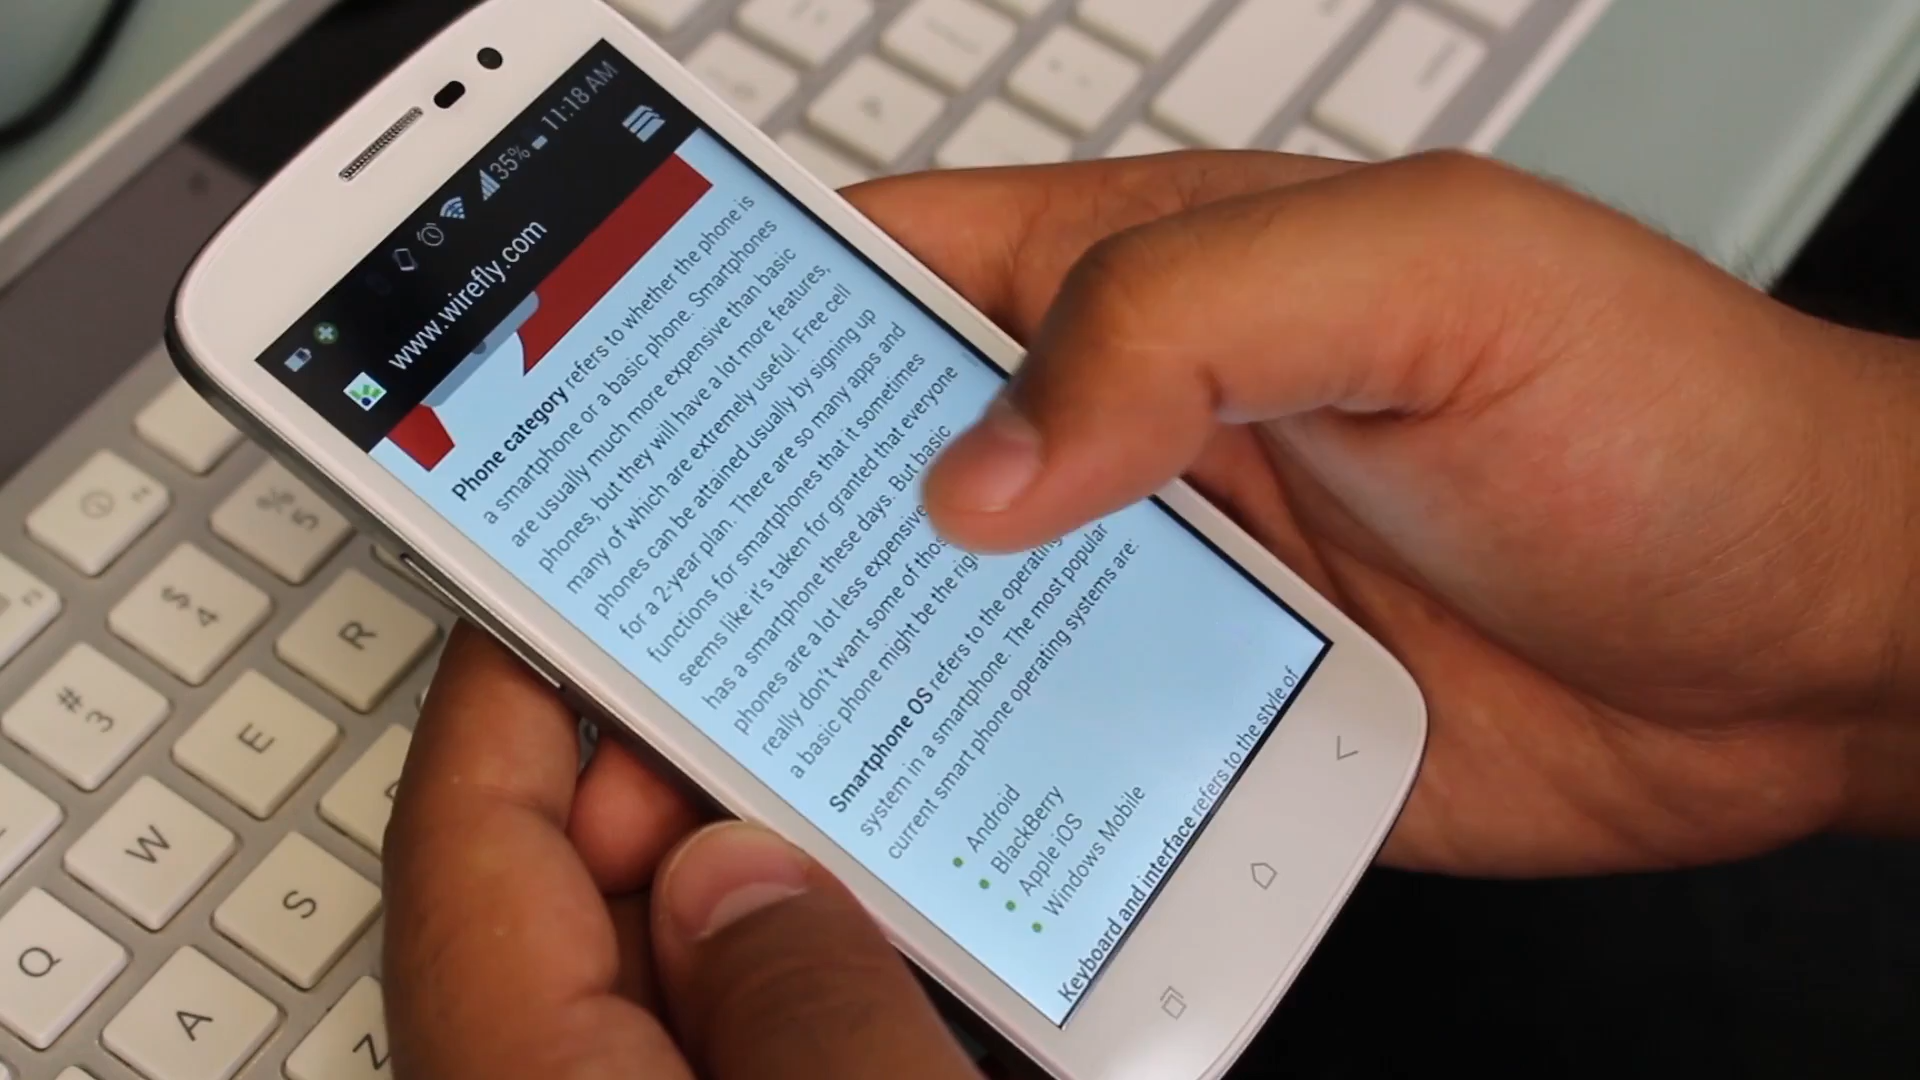 35% 11:18 AM
www.wirefly.com
Phone category refers to whether the phone is
a smartphone or a basic phone. Smartphones
are usually much more expensive than basic
phones, but they will have a lot more features,
many of which are extremely useful. Free cell
phones can be attained usually by signing up
for a 2-year plan. There are so many apps and
functions for smartphones that it sometimes
seems like it's taken for granted that everyone
has a smartphone these days. But basic
phones are a lot less expensive
really don't want some of
a basic phone might be the
Smartphone OS refers to the operating
system in a smartphone. The most popular
current smart phone operating systems are:
Android
BlackBerry
Apple iOS
Windows Mobile
Keyboard and interface refers to the style of
% 5
$ 4
R
# 3
E
W
S
Q
A
Z